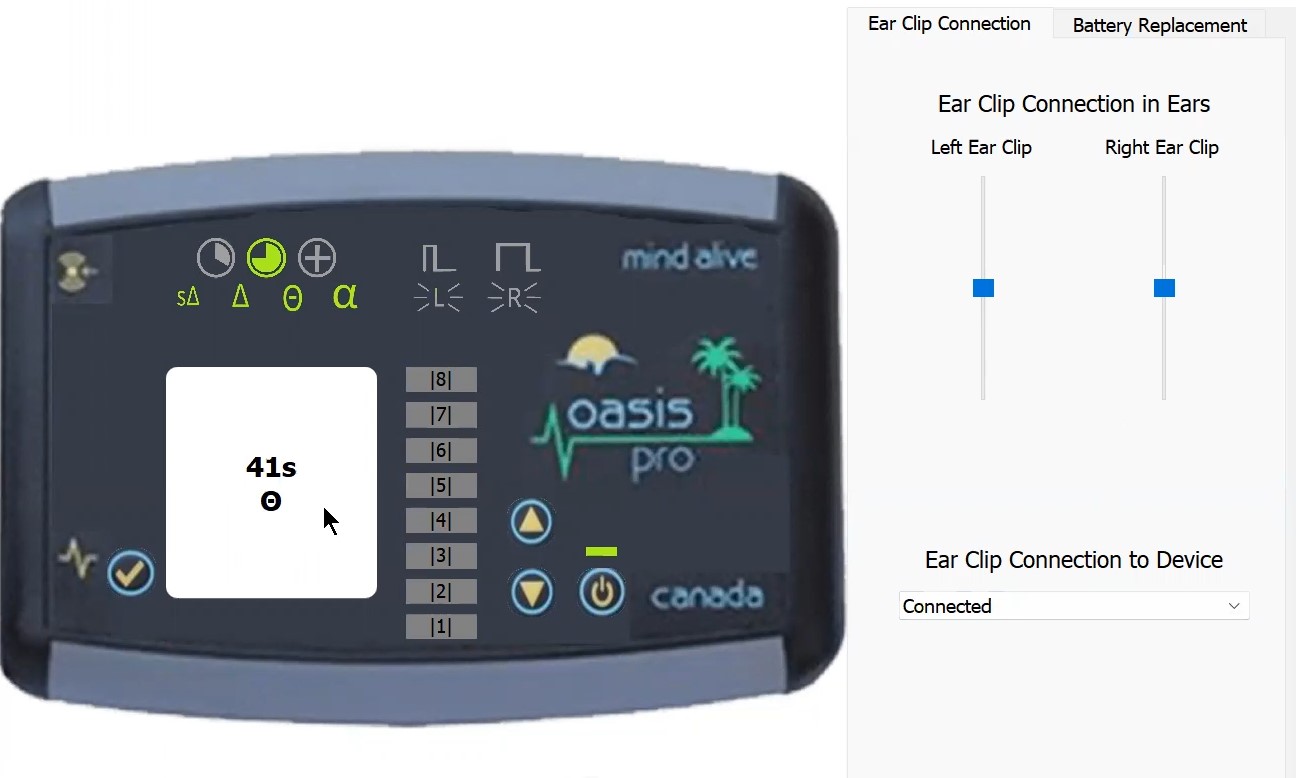 Ear Clip Connection
Battery Replacement
Ear Clip Connection in Ears
Left Ear Clip
Right Ear Clip
sΔ Δ Θ α
L
R
mind alive
oasis
pro
41s
Θ
|8|
|7|
|6|
|5|
|4|
|3|
|2|
|1|
canada
Ear Clip Connection to Device
Connected